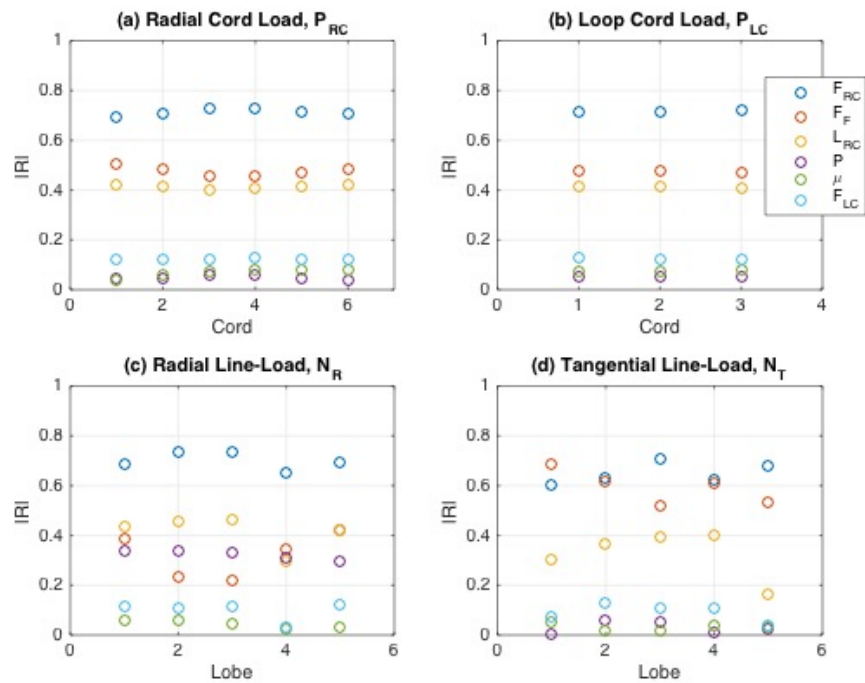 (a) Radial Cord Load, P_RC
1
0.8
0.6
0.4
0.2
0
|R|
0 2 4 6
Cord
(b) Loop Cord Load, P_LC
1
0.8
0.6
0.4
0.2
0
|R|
0 1 2 3 4
Cord
F_RC
F_F
L_RC
P
μ
F_LC
(c) Radial Line-Load, N_R
1
0.8
0.6
0.4
0.2
0
|R|
0 2 4 6
Lobe
(d) Tangential Line-Load, N_T
1
0.8
0.6
0.4
0.2
0
|R|
0 2 4 6
Lobe